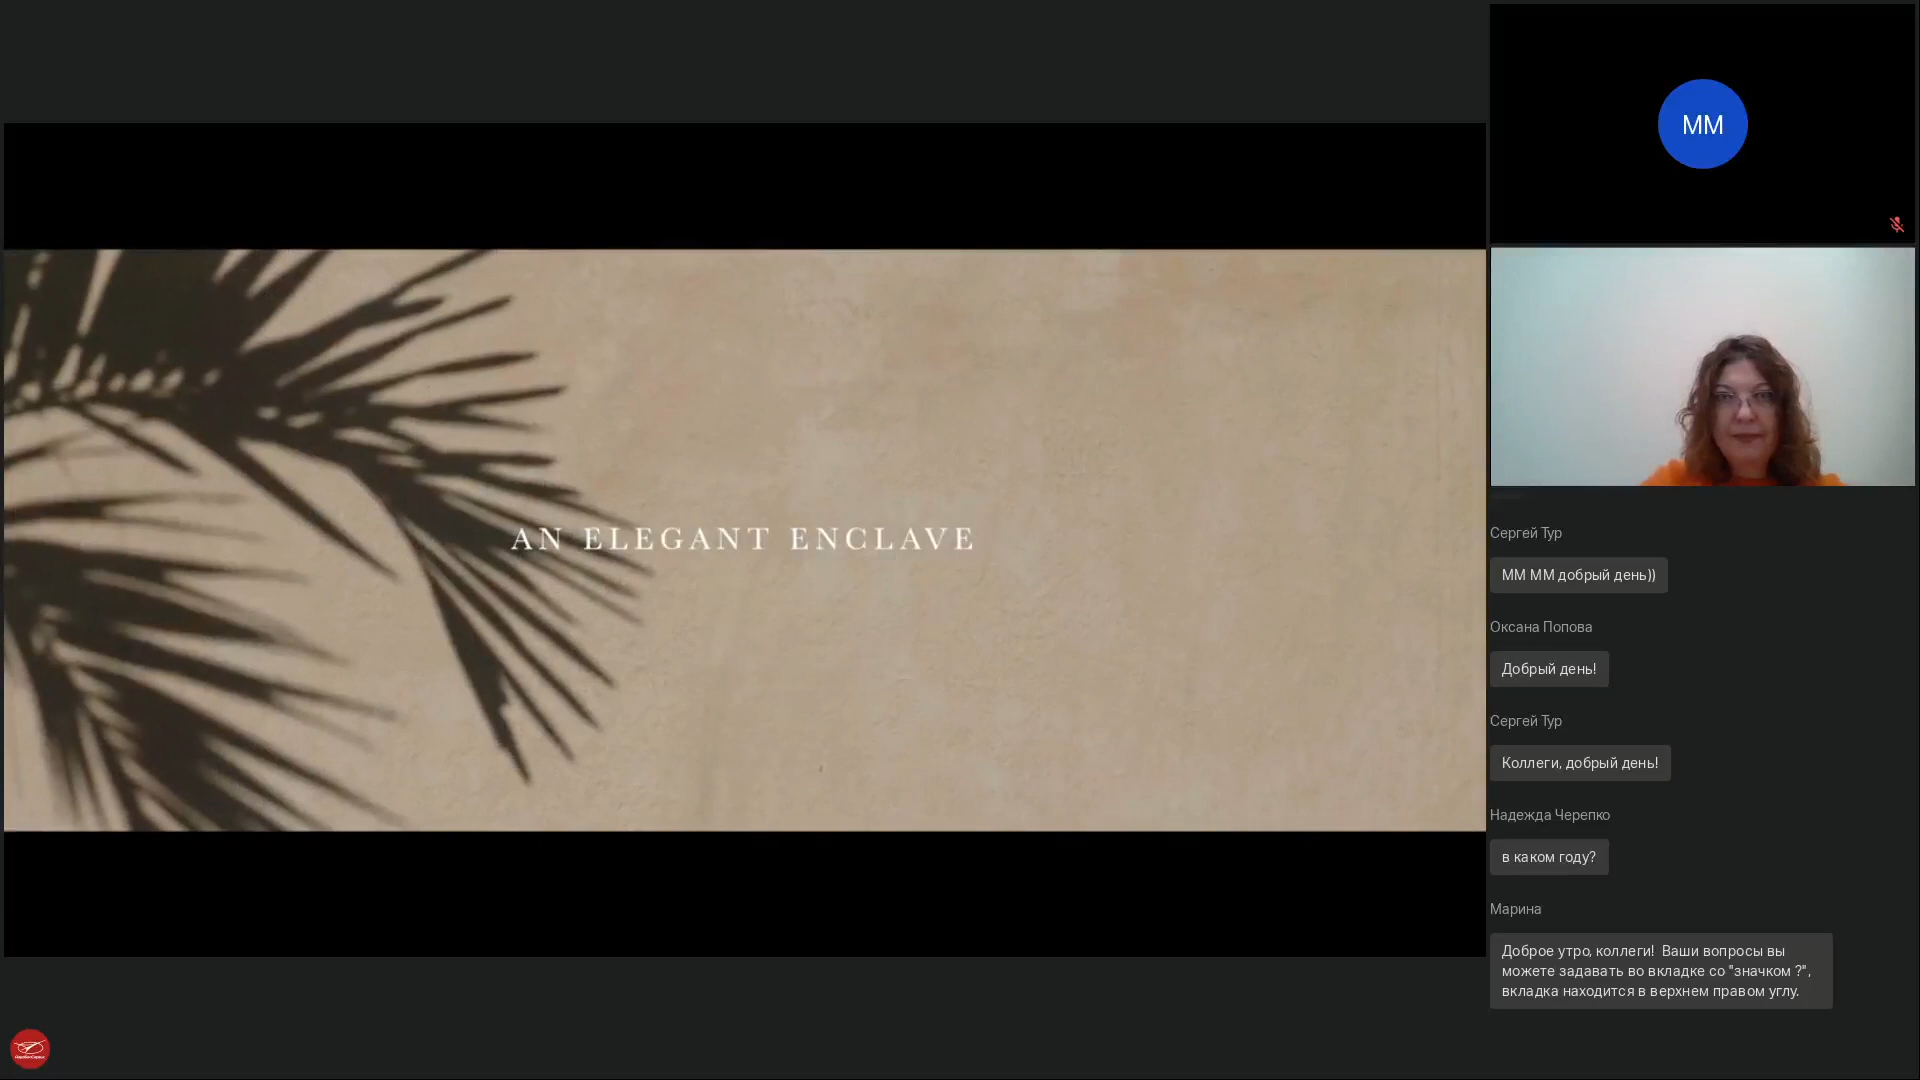 AN ELEGANT ENCLAVE
MM
Сергей Тур
ММ ММ добрый день))
Оксана Попова
Добрый день!
Сергей Тур
Коллеги, добрый день!
Надежда Черепко
в каком году?
Марина
Доброе утро, коллеги! Ваши вопросы вы
можете задавать во вкладке со "значком ?",
вкладка находится в верхнем правом углу.